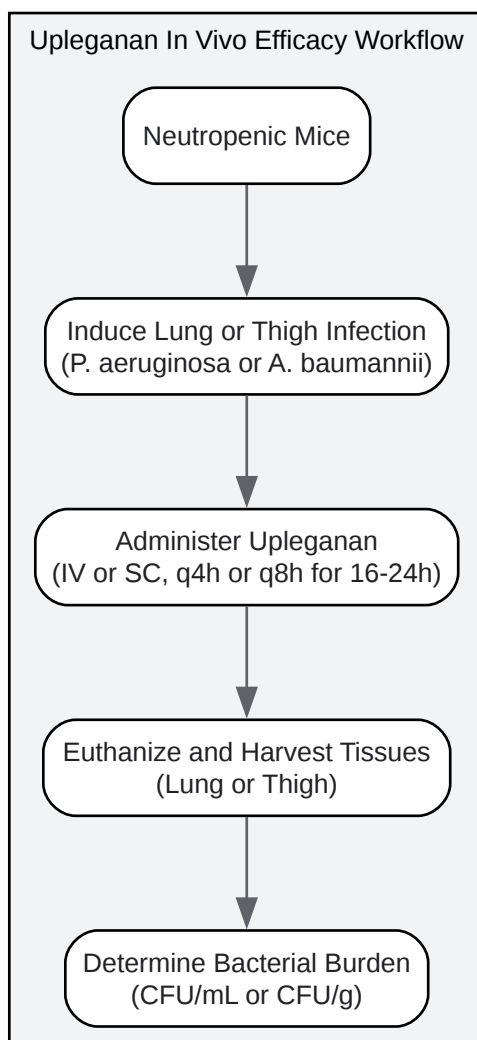 Upleganan In Vivo Efficacy Workflow
Neutropenic Mice
Induce Lung or Thigh Infection
(P. aeruginosa or A. baumannii)
Administer Upleganan
(IV or SC, q4h or q8h for 16-24h)
Euthanize and Harvest Tissues
(Lung or Thigh)
Determine Bacterial Burden
(CFU/mL or CFU/g)